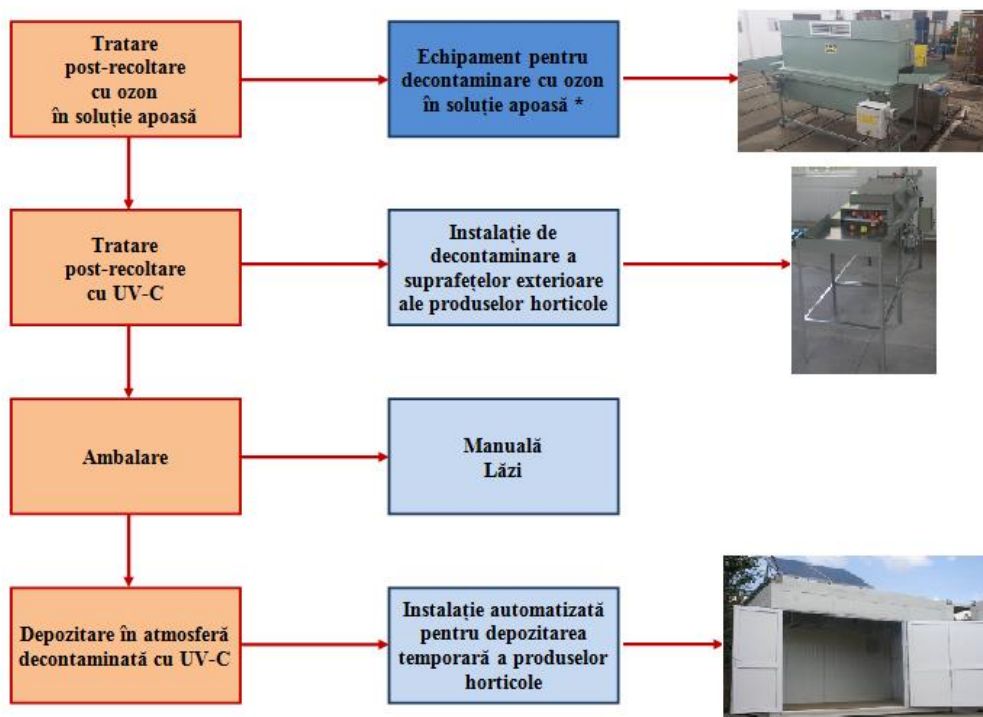 Tratare
post-recoltare
cu ozon
în soluție apoasă
Echipament pentru
decontaminare cu ozon
în soluție apoasă *
Tratare
post-recoltare
cu UV-C
Instalație de
decontaminare a
suprafețelor exterioare
ale produselor horticole
Ambalare
Manuală
Lăzi
Depozitare în atmosferă
decontaminată cu UV-C
Instalație automatizată
pentru depozitarea
temporară a produselor
horticole